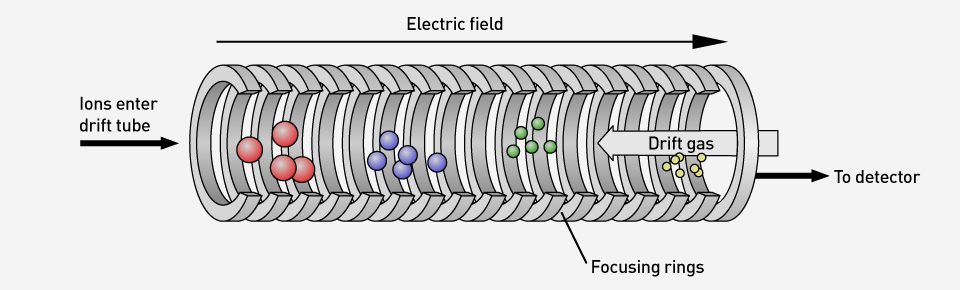 Electric field
Ions enter
drift tube
Drift gas
To detector
Focusing rings